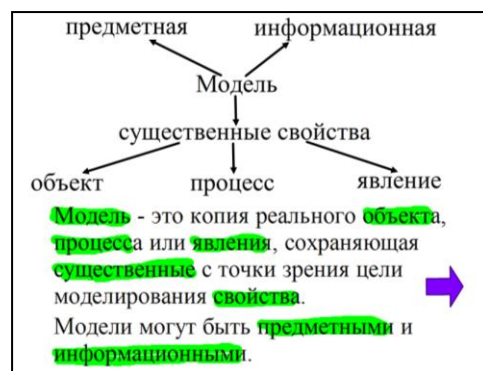 предметная информационная
Модель
существенные свойства
объект процесс явление
Модель - это копия реального объекта,
процесса или явления, сохраняющая
существенные с точки зрения цели
моделирования свойства.
Модели могут быть предметными и
информационными.